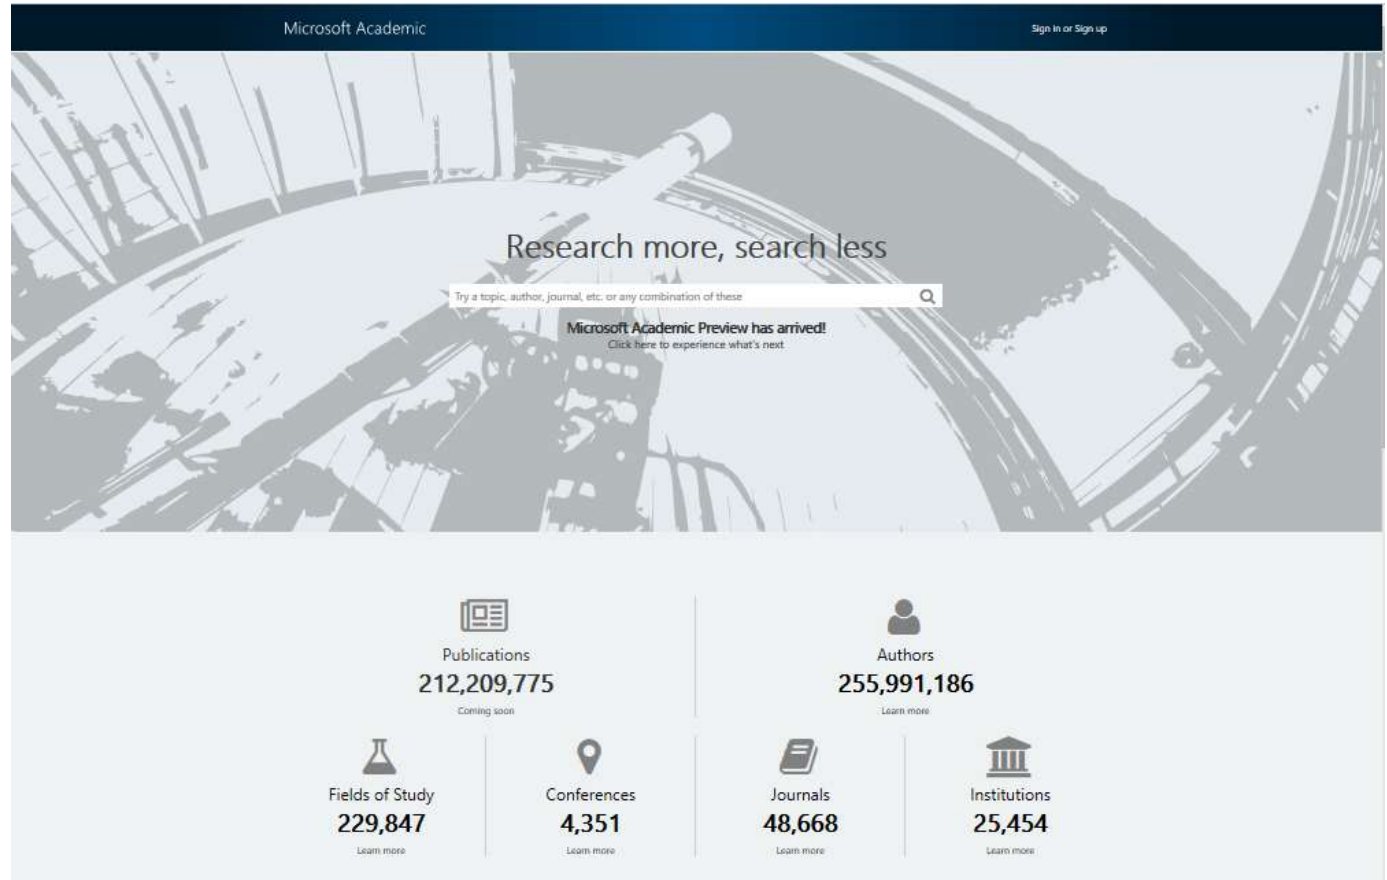 Microsoft Academic
Sign in or Sign up
Research more, search less
Try a topic, author, journal, etc. or any combination of these
Microsoft Academic Preview has arrived!
Click here to experience what's next
Publications
212,209,775
Coming soon
Authors
255,991,186
Learn more
Fields of Study
229,847
Learn more
Conferences
4,351
Learn more
Journals
48,668
Learn more
Institutions
25,454
Learn more